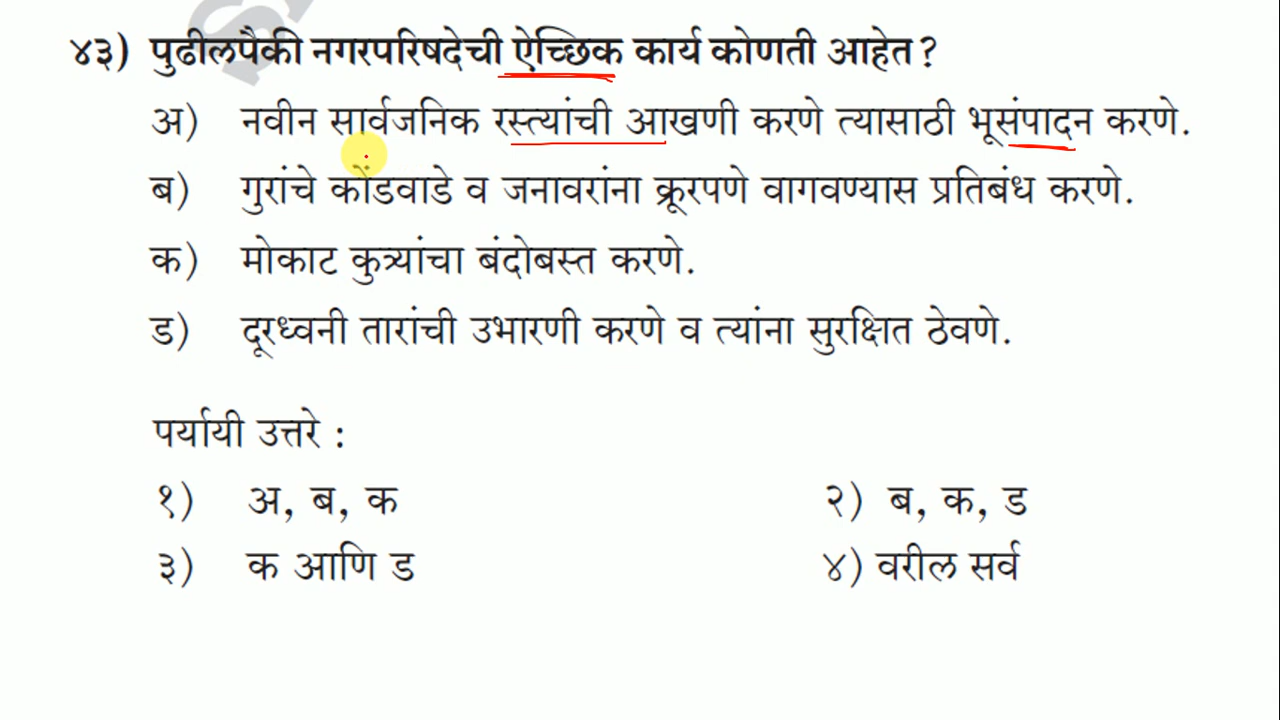 ४३) पुढीलपैकी नगरपरिषदेची ऐच्छिक कार्य कोणती आहेत?
अ) नवीन सार्वजनिक रस्त्यांची आखणी करणे त्यासाठी भूसंपादन करणे.
ब) गुरांचे कोंडवाडे व जनावरांना क्रूरपणे वागवण्यास प्रतिबंध करणे.
क) मोकाट कुत्र्यांचा बंदोबस्त करणे.
ड) दूरध्वनी तारांची उभारणी करणे व त्यांना सुरक्षित ठेवणे.
पर्यायी उत्तरे :
१) अ, ब, क २) ब, क, ड
३) क आणि ड ४) वरील सर्व